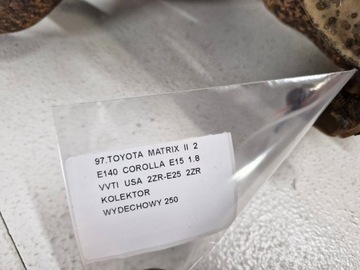 97.TOYOTA MATRIX II 2
E140 COROLLA E15 1.8
VVTI USA 2ZR-E25 2ZR
KOLEKTOR
WYDECHOWY 250